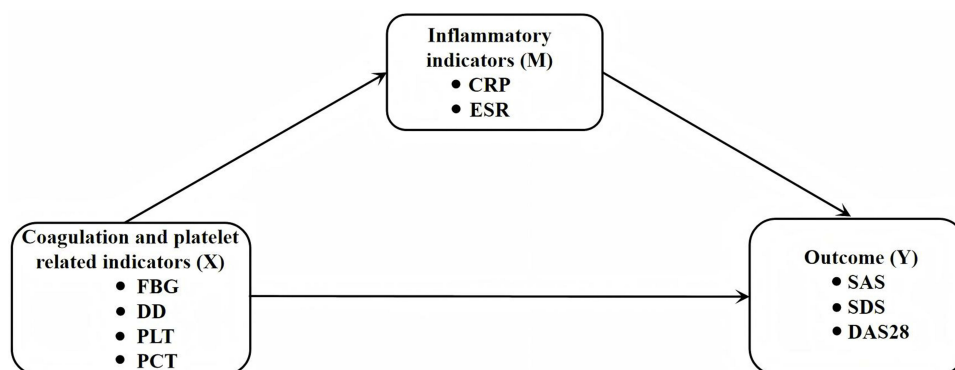 Inflammatory
indicators (M)
● CRP
● ESR
Coagulation and platelet
related indicators (X)
● FBG
● DD
● PLT
● PCT
Outcome (Y)
● SAS
● SDS
● DAS28